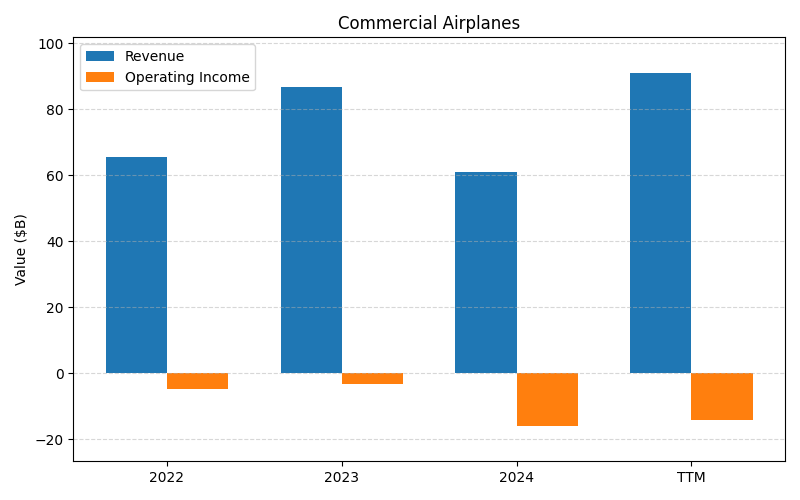 Commercial Airplanes
Revenue
Operating Income
Value ($B)
100
80
60
40
20
0
−20
2022
2023
2024
TTM